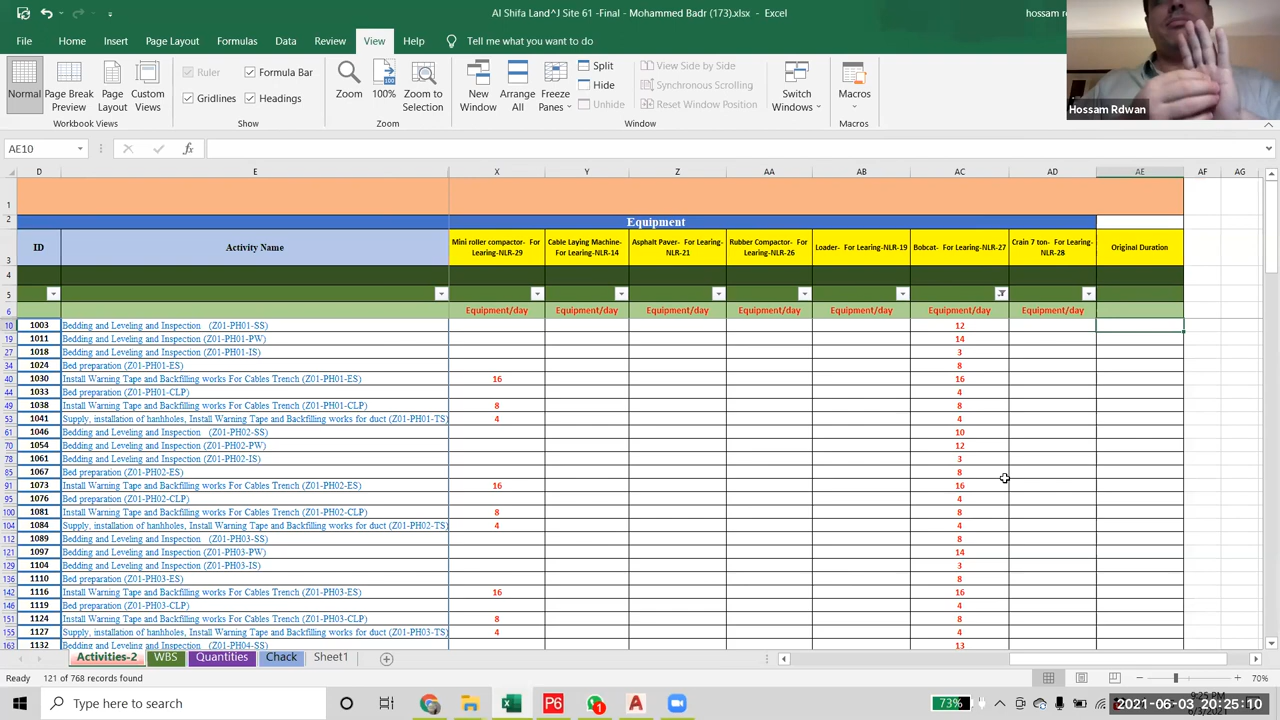 Al Shifa Land^J Site 61 -Final - Mohammed Badr (173).xlsx - Excel
hossam r
File Home Insert Page Layout Formulas Data Review View Help Tell me what you want to do
Normal
Page Break Preview
Page Layout
Custom Views
Ruler
Formula Bar
Gridlines
Headings
Zoom
100%
Zoom to Selection
New Window
Arrange All
Freeze Panes
Split
Hide
Unhide
View Side by Side
Synchronous Scrolling
Reset Window Position
Switch Windows
Macros
Workbook Views Show Zoom Window Macros
Hossam Rdwan
AE10
fx
D E X Y Z AA AB AC AD AE AF AG
1
2 Equipment
3 ID Activity Name Mini roller compactor- For Learing-NLR-29 Cable Laying Machine- For Learing-NLR-14 Asphalt Paver- For Learing-NLR-21 Rubber Compactor- For Learing-NLR-26 Loader- For Learing-NLR-19 Bobcat- For Learing-NLR-27 Crain 7 ton- For Learing-NLR-28 Original Duration
4
5
6 Equipment/day Equipment/day Equipment/day Equipment/day Equipment/day Equipment/day Equipment/day
10 1003 Bedding and Leveling and Inspection (Z01-PH01-SS) 12
19 1011 Bedding and Leveling and Inspection (Z01-PH01-PW) 14
27 1018 Bedding and Leveling and Inspection (Z01-PH01-IS) 3
34 1024 Bed preparation (Z01-PH01-ES) 8
40 1030 Install Warning Tape and Backfilling works For Cables Trench (Z01-PH01-ES) 16 16
44 1033 Bed preparation (Z01-PH01-CLP) 4
49 1038 Install Warning Tape and Backfilling works For Cables Trench (Z01-PH01-CLP) 8 8
53 1041 Supply, installation of hanhholes, Install Warning Tape and Backfilling works for duct (Z01-PH01-TS) 4 4
61 1046 Bedding and Leveling and Inspection (Z01-PH02-SS) 10
70 1054 Bedding and Leveling and Inspection (Z01-PH02-PW) 12
78 1061 Bedding and Leveling and Inspection (Z01-PH02-IS) 3
85 1067 Bed preparation (Z01-PH02-ES) 8
91 1073 Install Warning Tape and Backfilling works For Cables Trench (Z01-PH02-ES) 16 16
95 1076 Bed preparation (Z01-PH02-CLP) 4
100 1081 Install Warning Tape and Backfilling works For Cables Trench (Z01-PH02-CLP) 8 8
104 1084 Supply, installation of hanhholes, Install Warning Tape and Backfilling works for duct (Z01-PH02-TS) 4 4
112 1089 Bedding and Leveling and Inspection (Z01-PH03-SS) 8
121 1097 Bedding and Leveling and Inspection (Z01-PH03-PW) 14
129 1104 Bedding and Leveling and Inspection (Z01-PH03-IS) 3
136 1110 Bed preparation (Z01-PH03-ES) 8
142 1116 Install Warning Tape and Backfilling works For Cables Trench (Z01-PH03-ES) 16 16
146 1119 Bed preparation (Z01-PH03-CLP) 4
151 1124 Install Warning Tape and Backfilling works For Cables Trench (Z01-PH03-CLP) 8 8
155 1127 Supply, installation of hanhholes, Install Warning Tape and Backfilling works for duct (Z01-PH03-TS) 4 4
163 1132 Bedding and Leveling and Inspection (Z01-PH04-SS) 13
Activities-2 WBS Quantities Chack Sheet1
Ready 121 of 768 records found 70%
Type here to search P6 1 A 73% 9:25 PM
2021-06-03 20:25:10
6/3/2021